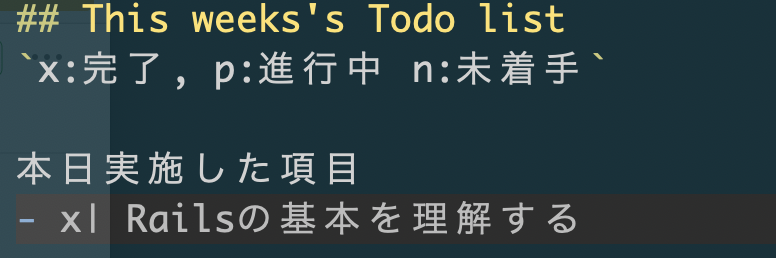 ## This weeks's Todo list
`x:完了, p:進行中 n:未着手`
本日実施した項目
- x| Railsの基本を理解する